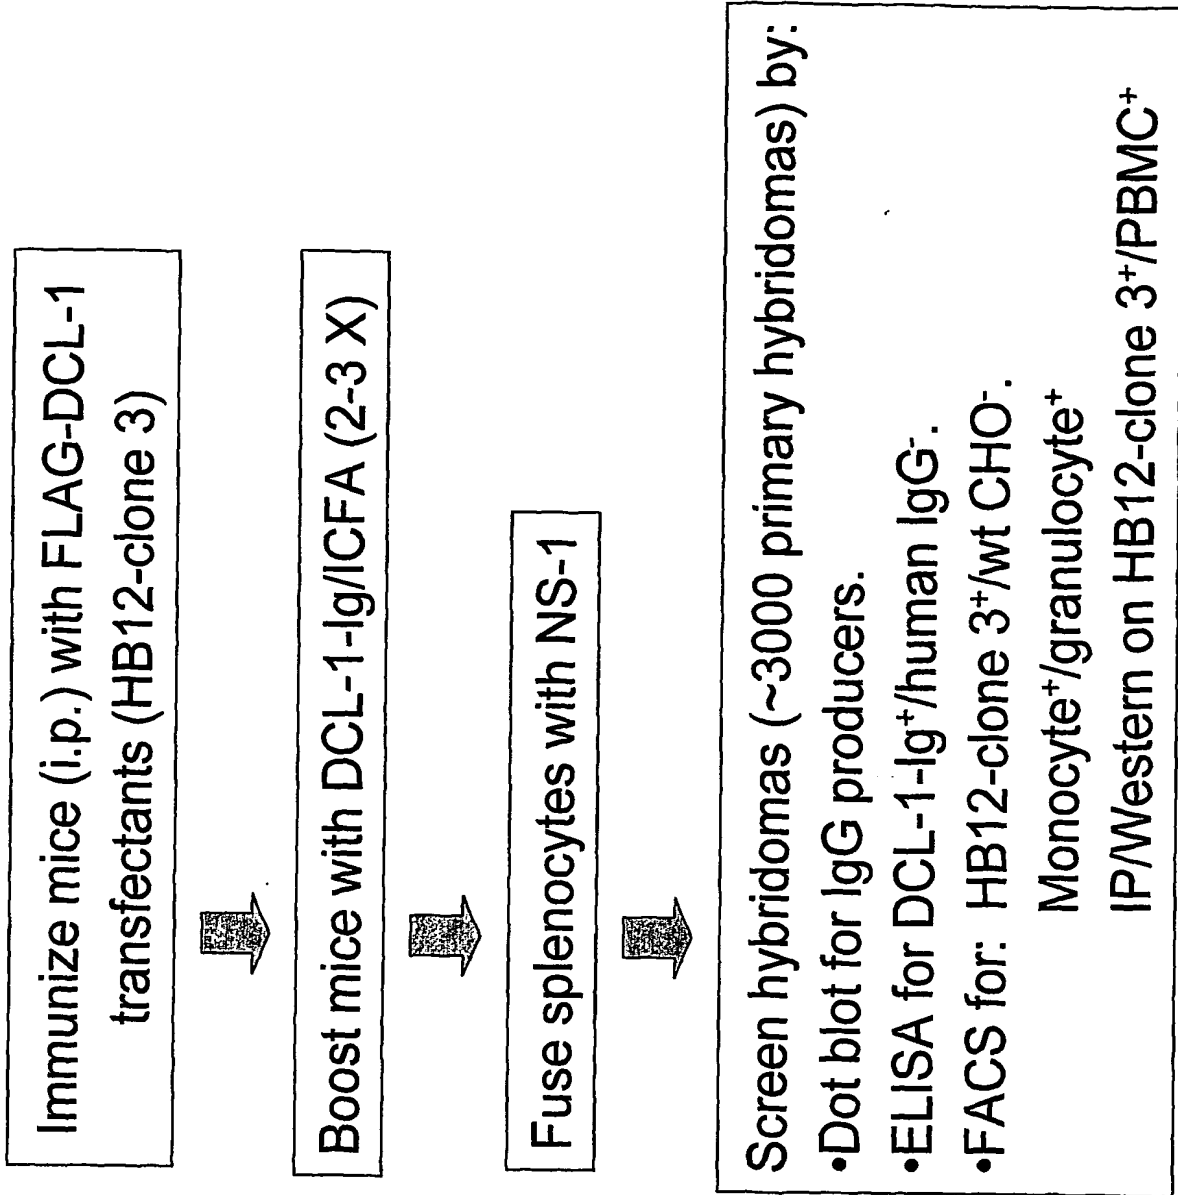 Immunize mice (i.p.) with FLAG-DCL-1
transfectants (HB12-clone 3)
Boost mice with DCL-1-Ig/ICFA (2-3 X)
Fuse splenocytes with NS-1
Screen hybridomas (~3000 primary hybridomas) by:
•Dot blot for IgG producers.
•ELISA for DCL-1-Ig⁺/human IgG⁻.
•FACS for: HB12-clone 3⁺/wt CHO⁻.
Monocyte⁺/granulocyte⁺
IP/Western on HB12-clone 3⁺/PBMC⁺